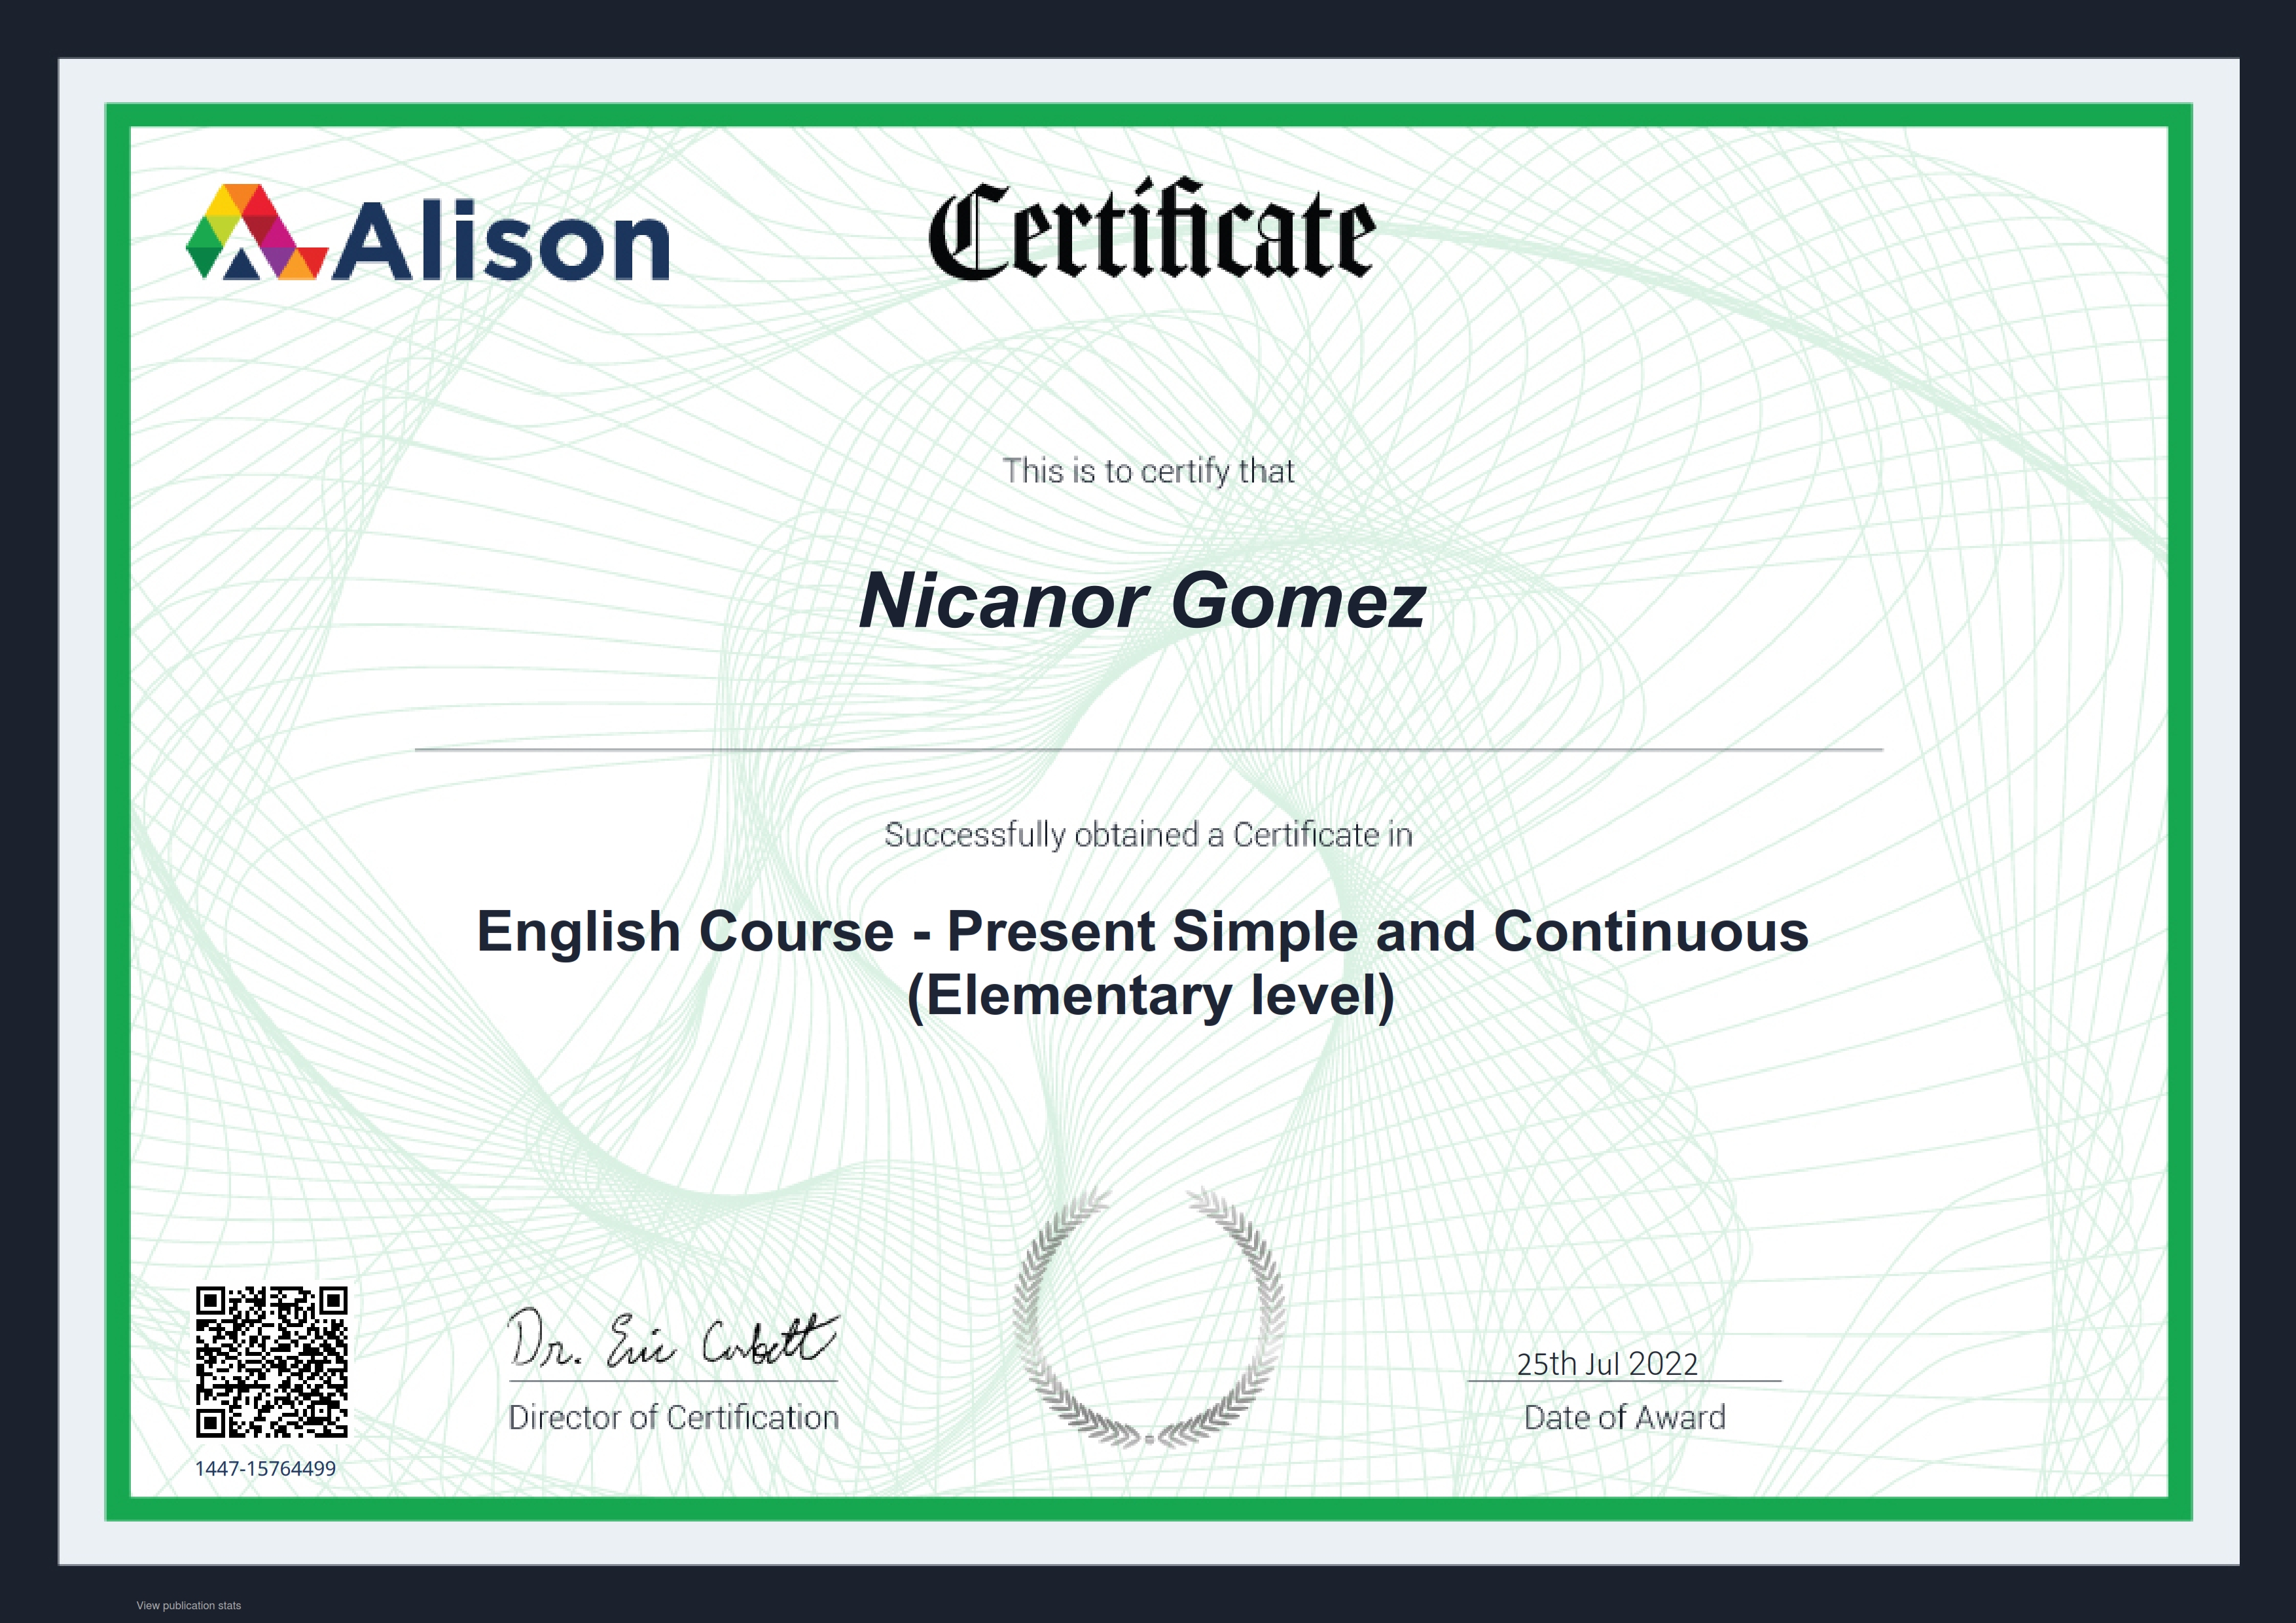 Alison
Certificate
This is to certify that
Nicanor Gomez
Successfully obtained a Certificate in
English Course - Present Simple and Continuous
(Elementary level)
Dr. Eric Corbett
25th Jul 2022
Director of Certification
Date of Award
1447-15764499
View publication stats